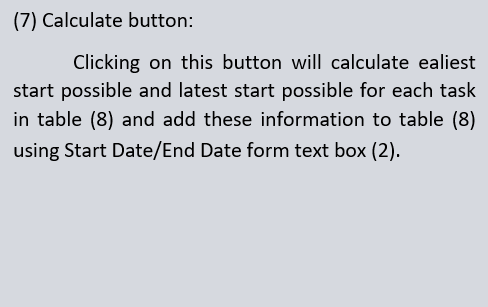 (7) Calculate button:
Clicking on this button will calculate ealiest
start possible and latest start possible for each task
in table (8) and add these information to table (8)
using Start Date/End Date form text box (2).